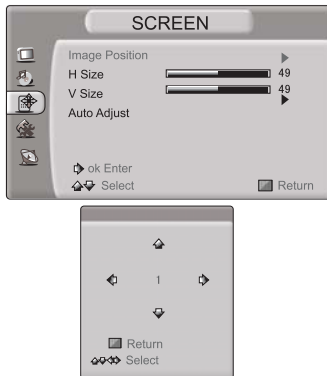 SCREEN
Image Position
H Size 49
V Size 49
Auto Adjust
ok Enter
Select Return
1
Return
Select